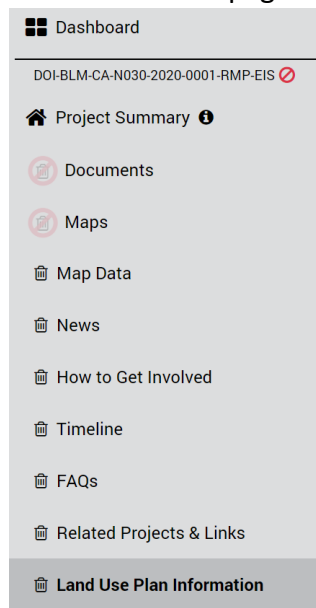 Dashboard
DOI-BLM-CA-N030-2020-0001-RMP-EIS
Project Summary
Documents
Maps
Map Data
News
How to Get Involved
Timeline
FAQs
Related Projects & Links
Land Use Plan Information